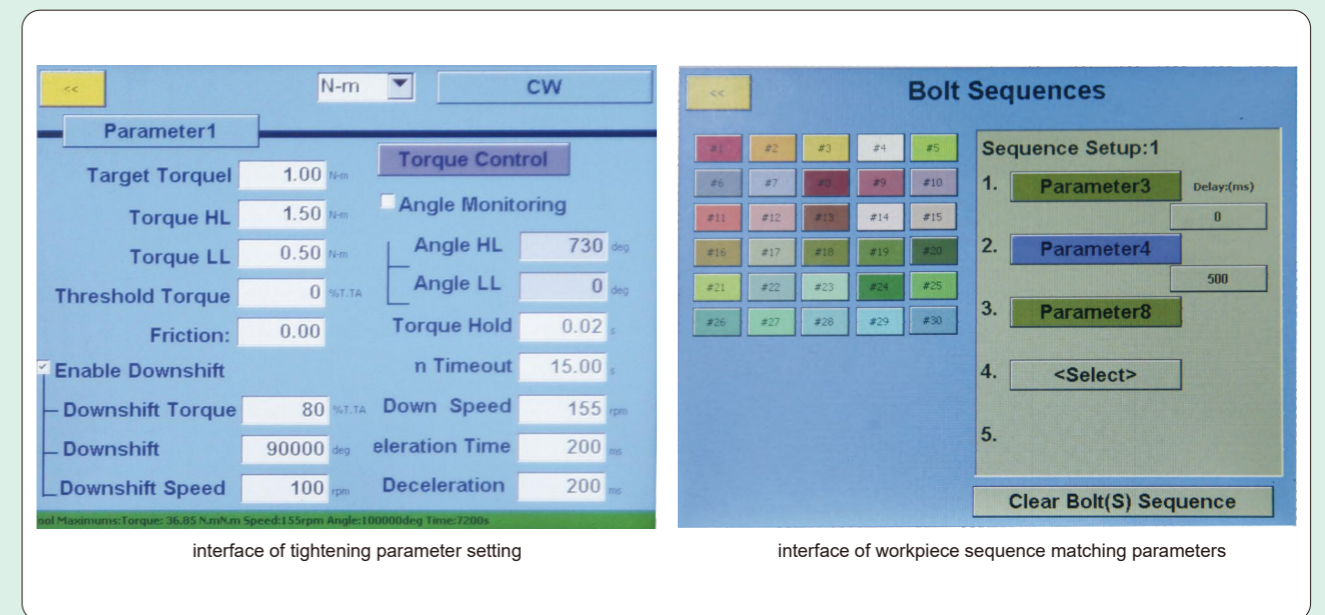 <<
N-m
CW
Parameter1
Torque Control
Target Torquel 1.00 N-m
Torque HL 1.50 N-m
Torque LL 0.50 N-m
Threshold Torque 0 %T.TA
Friction: 0.00
Enable Downshift
Downshift Torque 80 %T.TA
Downshift 90000 deg
Downshift Speed 100 rpm
Angle Monitoring
Angle HL 730 deg
Angle LL 0 deg
Torque Hold 0.02 s
n Timeout 15.00 s
Down Speed 155 rpm
eleration Time 200 ms
Deceleration 200 ms
ool Maximums:Torque: 36.85 N.mN.m Speed:155rpm Angle:100000deg Time:7200s
interface of tightening parameter setting
<<
Bolt Sequences
#1 #2 #3 #4 #5
#6 #7 #8 #9 #10
#11 #12 #13 #14 #15
#16 #17 #18 #19 #20
#21 #22 #23 #24 #25
#26 #27 #28 #29 #30
Sequence Setup:1
1. Parameter3 Delay:(ms)
0
2. Parameter4
500
3. Parameter8
4. <Select>
5.
Clear Bolt(S) Sequence
interface of workpiece sequence matching parameters